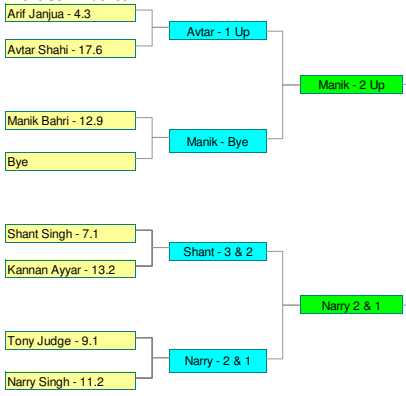 Arif Janjua - 4.3
Avtar Shahi - 17.6
Avtar - 1 Up
Manik Bahri - 12.9
Bye
Manik - Bye
Manik - 2 Up
Shant Singh - 7.1
Kannan Ayyar - 13.2
Shant - 3 & 2
Tony Judge - 9.1
Narry Singh - 11.2
Narry - 2 & 1
Narry 2 & 1